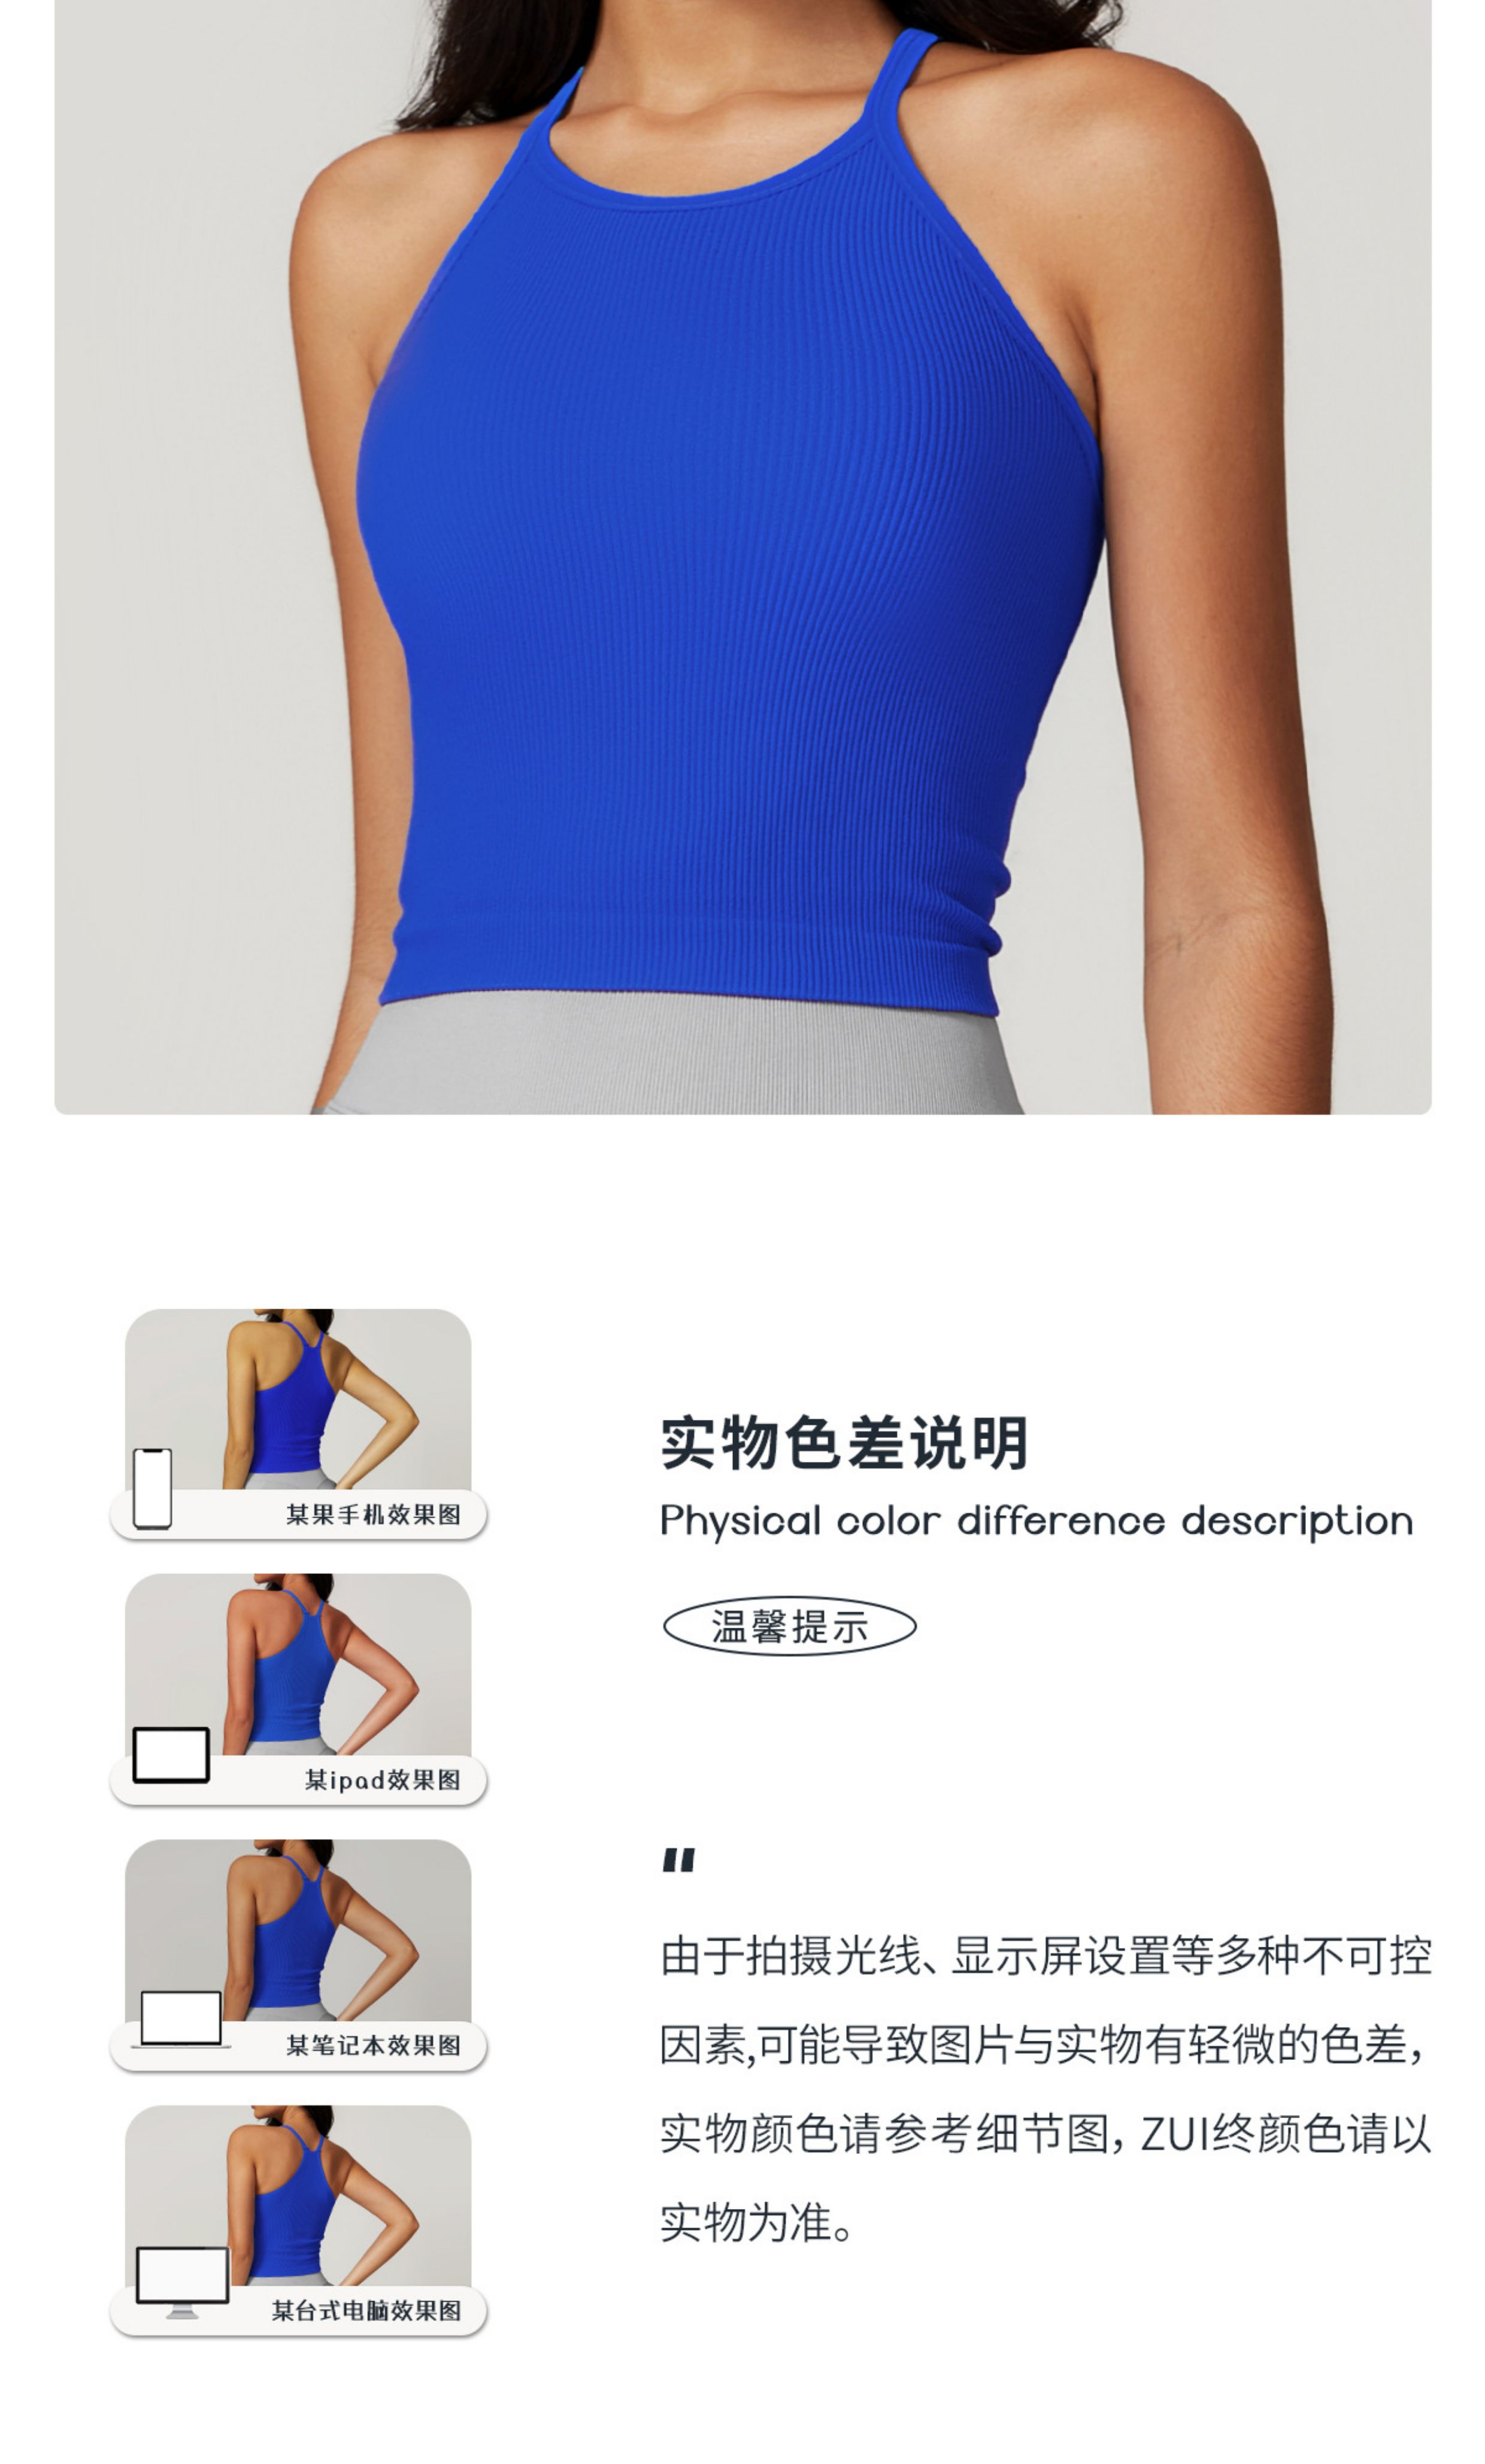 某果手机效果图
某ipad效果图
某笔记本效果图
某台式电脑效果图
实物色差说明
Physical color difference description
温馨提示
"
由于拍摄光线、显示屏设置等多种不可控
因素,可能导致图片与实物有轻微的色差，
实物颜色请参考细节图，ZUI终颜色请以
实物为准。